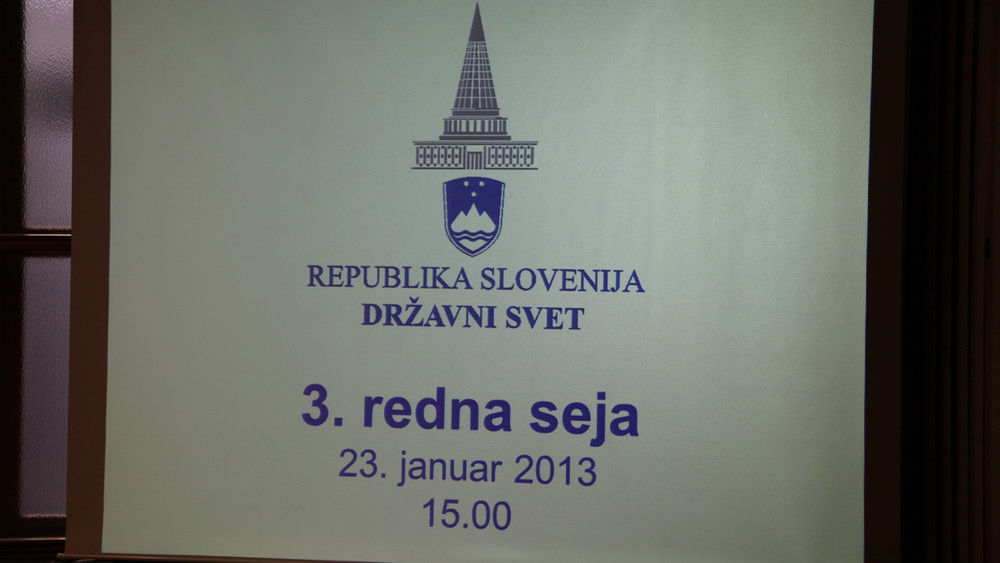 REPUBLIKA SLOVENIJA
DRŽAVNI SVET
3. redna seja
23. januar 2013
15.00